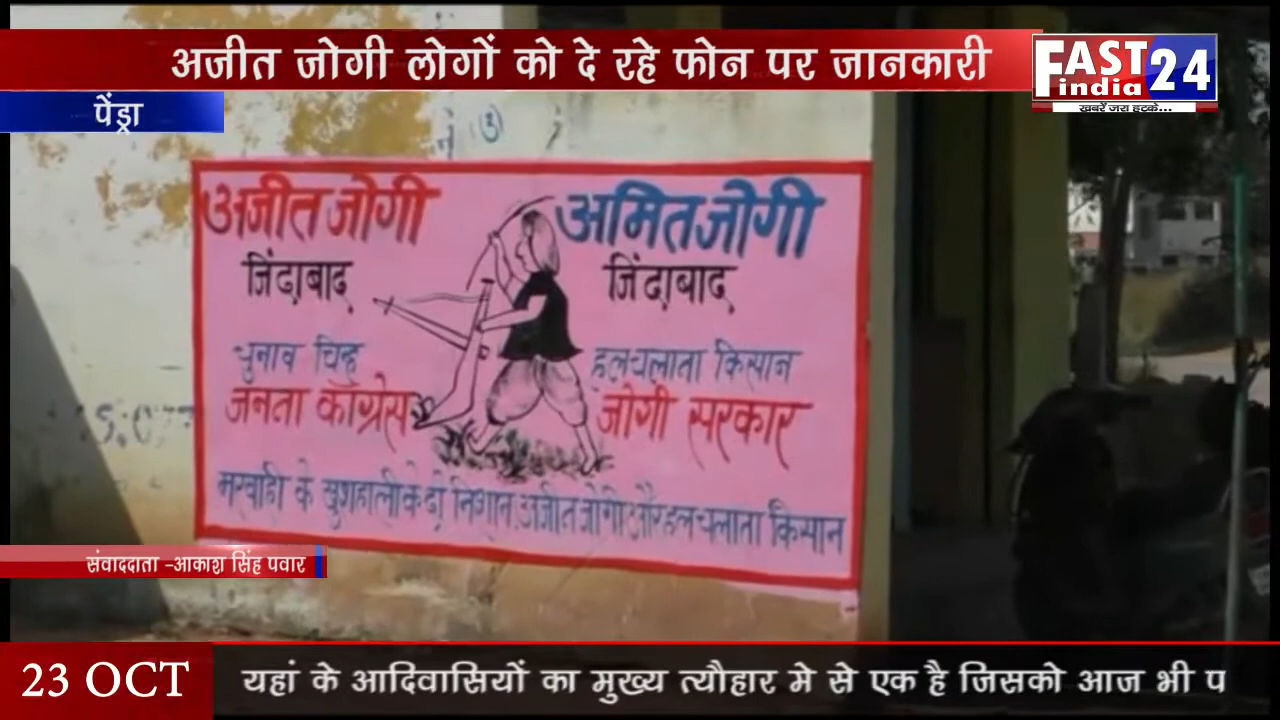 अजीत जोगी लोगों को दे रहे फोन पर जानकारी
FAST india 24
खबरें जरा हटके...
पेंड्रा
अजीत जोगी
अमित जोगी
जिंदाबाद
जिंदाबाद
चुनाव चिन्ह
हल चलाता किसान
जनता कांग्रेस
जोगी सरकार
मरवाही के खुशहाली के दो निशान अजीत जोगी और हल चलाता किसान
संवाददाता -आकाश सिंह पवार
23 OCT
यहां के आदिवासियों का मुख्य त्यौहार मे से एक है जिसको आज भी प